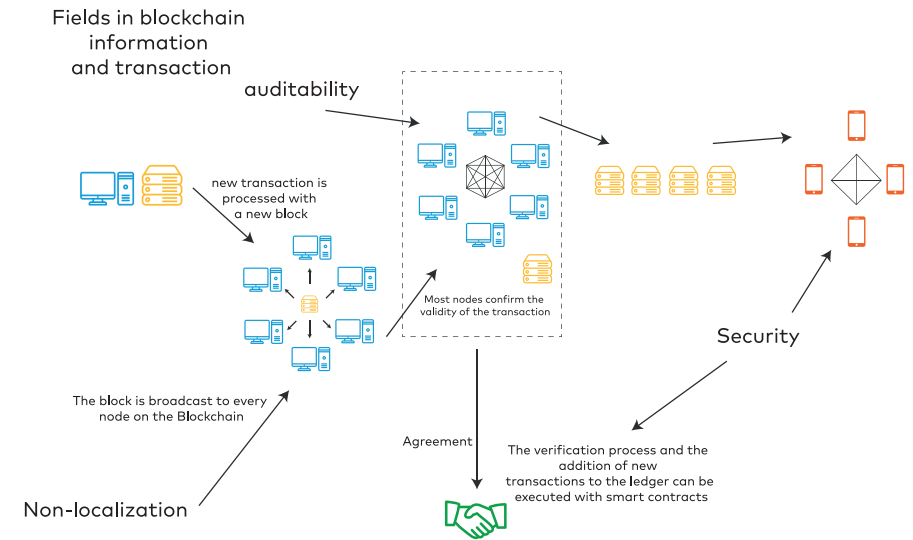 Fields in blockchain
information
and transaction
auditability
new transaction is
processed with
a new block
Most nodes confirm the
validity of the transaction
Security
The block is broadcast to every
node on the Blockchain
Agreement
The verification process and the
addition of new
transactions to the ledger can be
executed with smart contracts
Non-localization